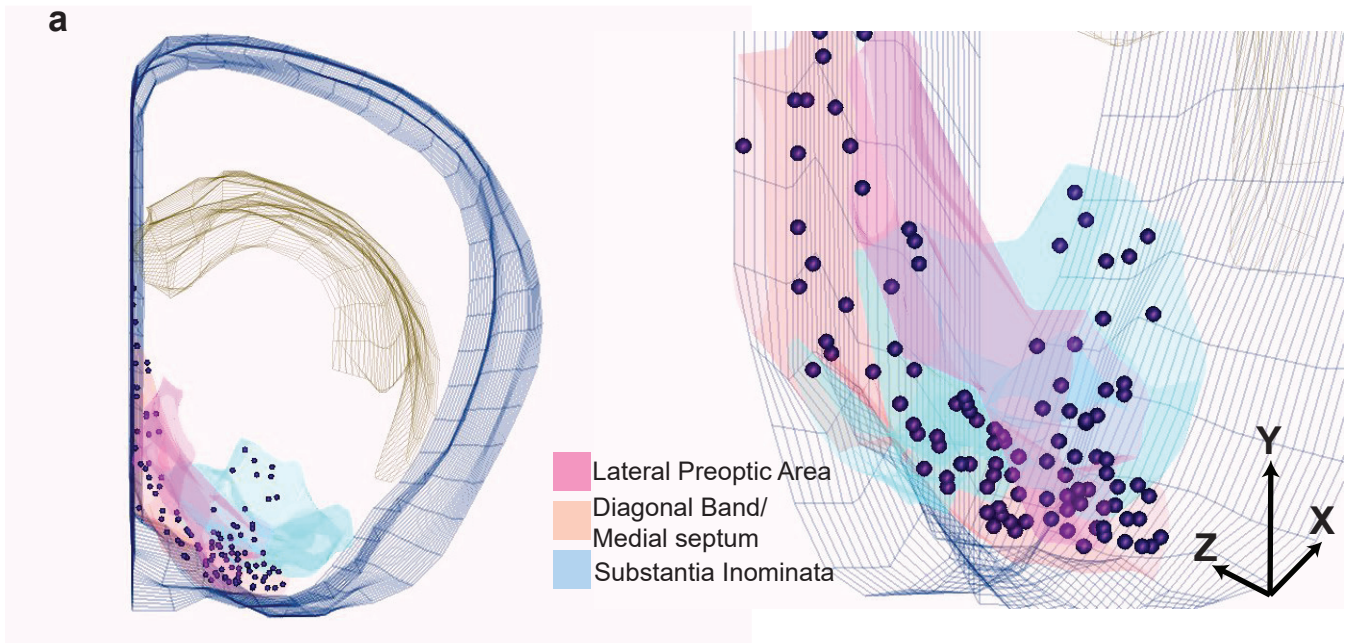 a
Lateral Preoptic Area
Diagonal Band/
Medial septum
Substantia Inominata
Y
X
Z